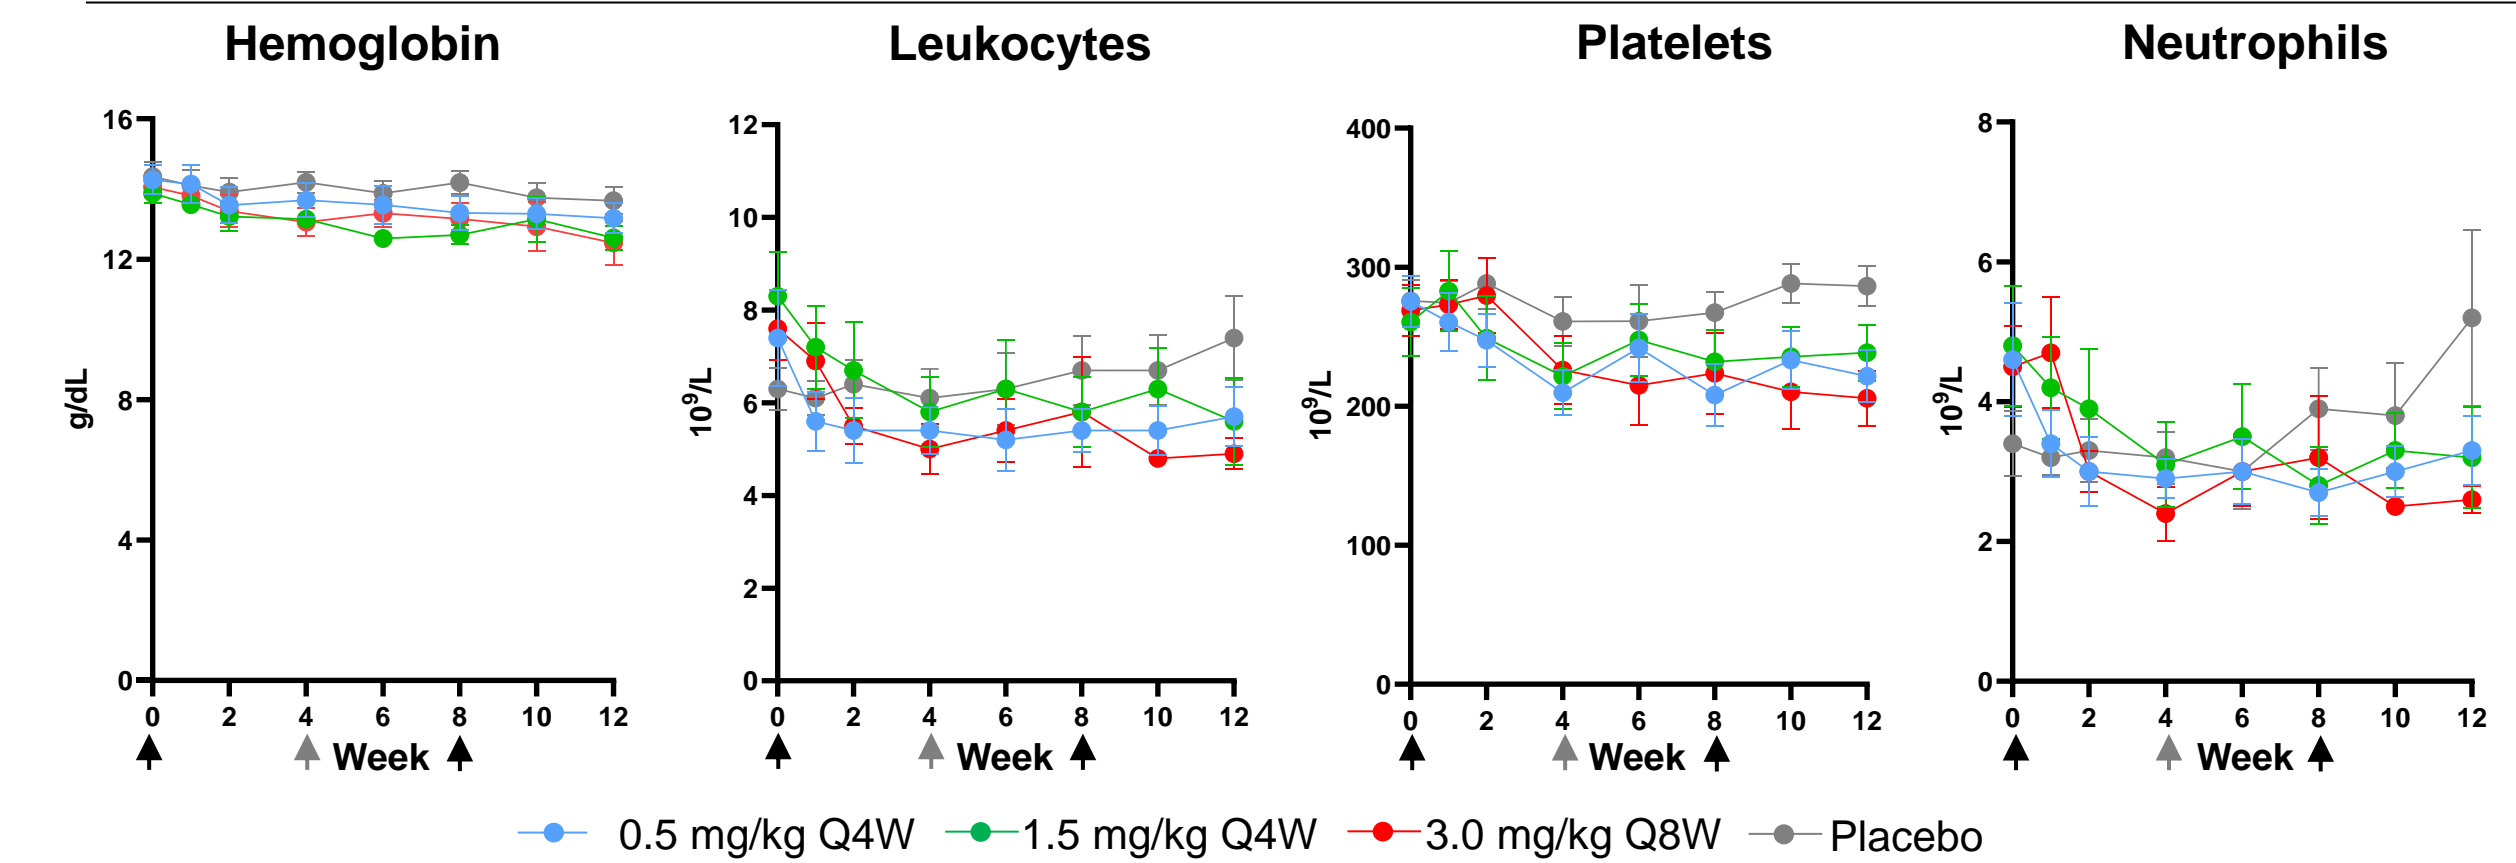 Hemoglobin
Leukocytes
Platelets
Neutrophils
16
12
8
4
0
g/dL
0 2 4 6 8 10 12
Week
12
10
8
6
4
2
0
10⁹/L
0 2 4 6 8 10 12
Week
400
300
200
100
0
10⁹/L
0 2 4 6 8 10 12
Week
8
6
4
2
0
10⁹/L
0 2 4 6 8 10 12
Week
0.5 mg/kg Q4W
1.5 mg/kg Q4W
3.0 mg/kg Q8W
Placebo